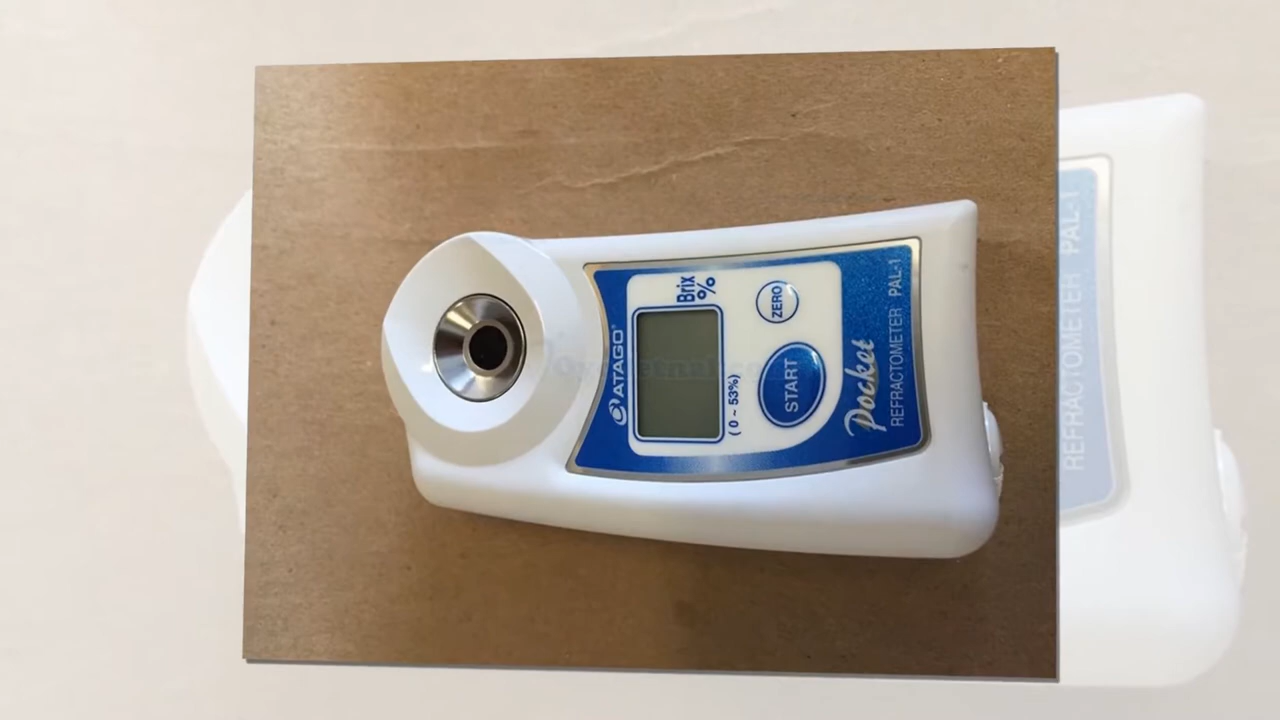 ATAGO®
Brix
%
(0 ~ 53%)
ZERO
START
Pocket
REFRACTOMETER PAL-1
REFRACTOMETER PAL-1